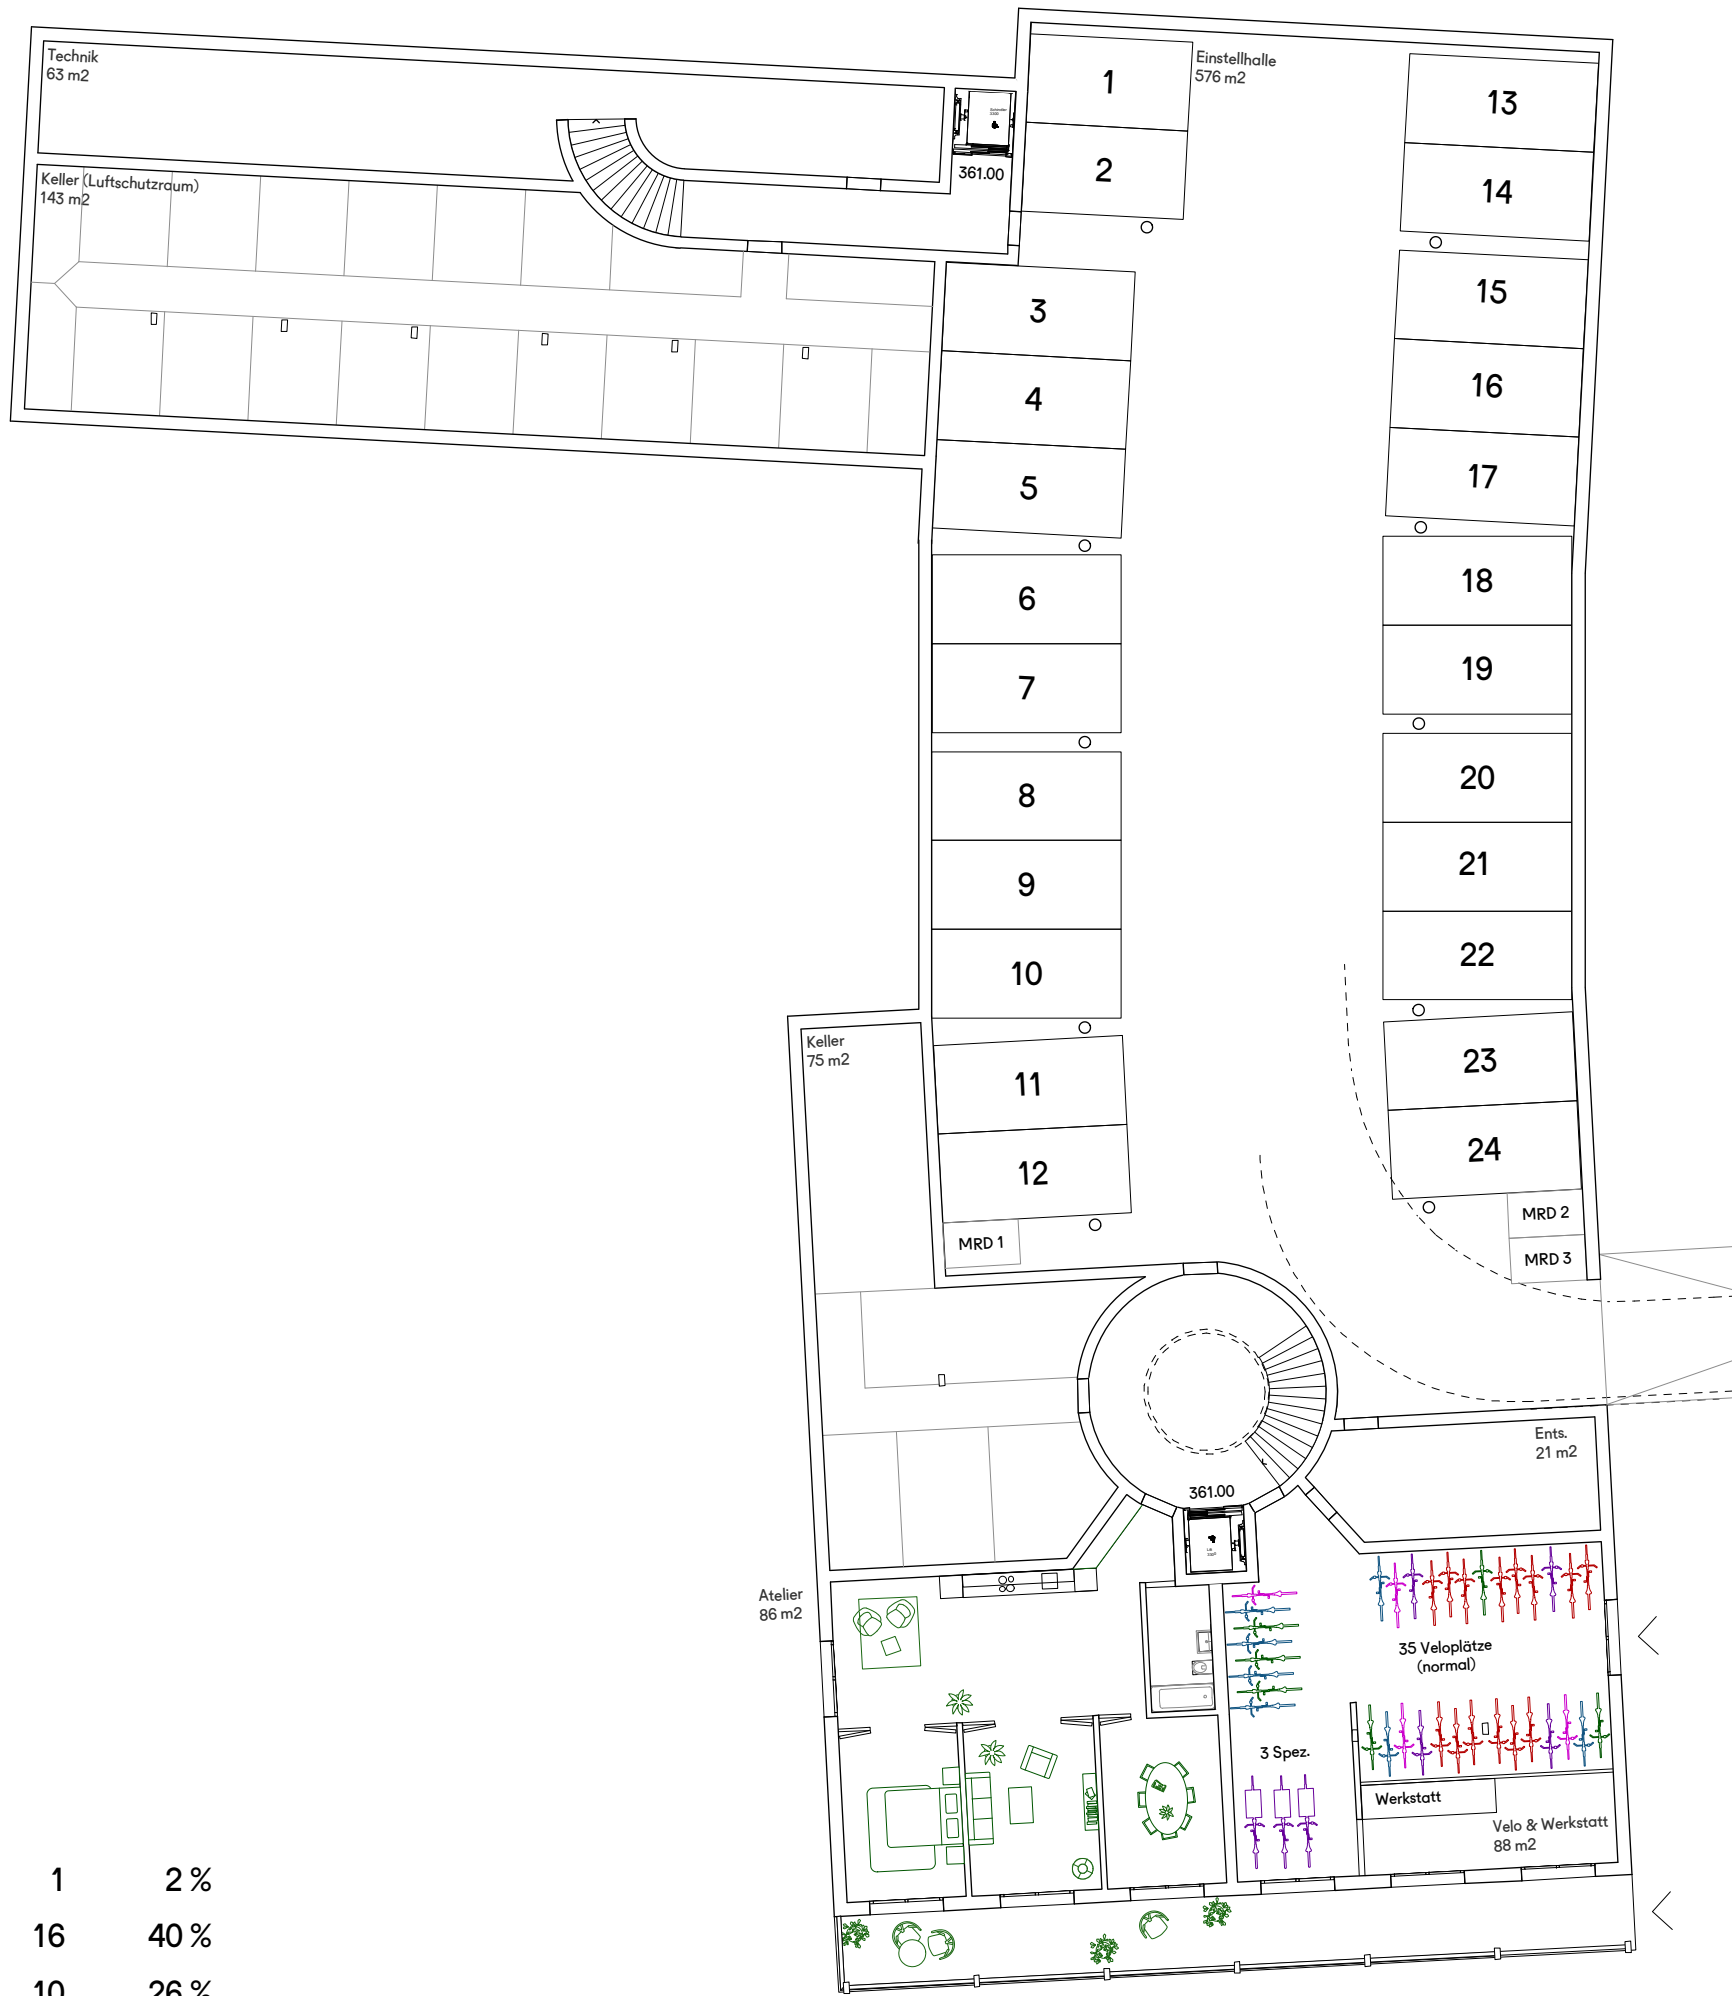 Technik
63 m2
Keller (Luftschutzraum)
143 m2
361.00
Einstellhalle
576 m2
1
2
3
4
5
6
7
8
9
10
11
12
MRD 1
13
14
15
16
17
18
19
20
21
22
23
24
MRD 2
MRD 3
Keller
75 m2
Ents.
21 m2
361.00
Atelier
86 m2
35 Veloplätze
(normal)
3 Spez.
Werkstatt
Velo & Werkstatt
88 m2
1 2 %
16 40 %
10 26 %